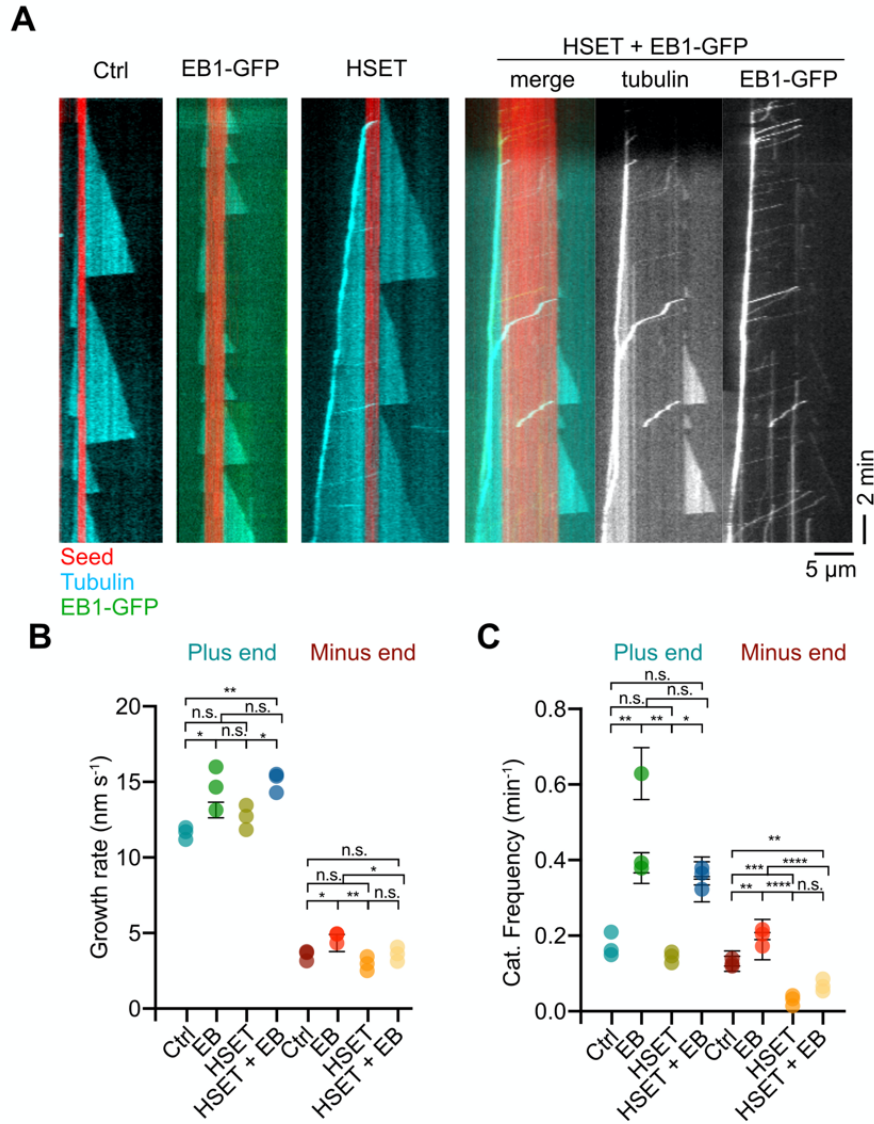 A
Ctrl
EB1-GFP
HSET
HSET + EB1-GFP
merge
tubulin
EB1-GFP
2 min
5 µm
Seed
Tubulin
EB1-GFP
B
Plus end
Minus end
Growth rate (nm s⁻¹)
20
15
10
5
0
**
n.s.
n.s.
*
n.s.
*
n.s.
n.s.
*
*
**
n.s.
Ctrl
EB
HSET
HSET + EB
Ctrl
EB
HSET
HSET + EB
C
Plus end
Minus end
Cat. Frequency (min⁻¹)
0.8
0.6
0.4
0.2
0.0
n.s.
n.s.
n.s.
**
**
*
**
***
****
**
****
n.s.
Ctrl
EB
HSET
HSET + EB
Ctrl
EB
HSET
HSET + EB